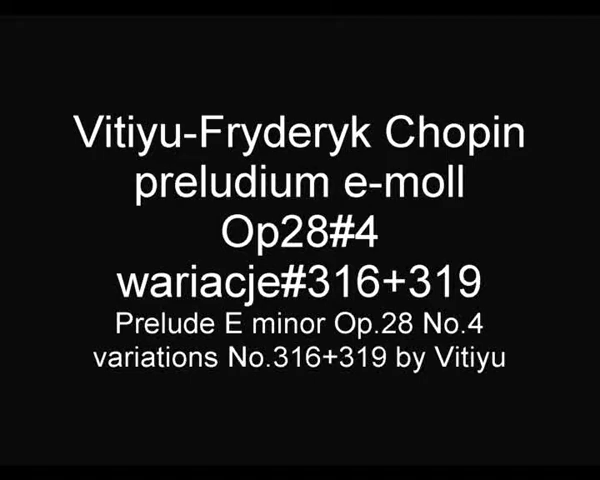 Vitiyu-Fryderyk Chopin
preludium e-moll
Op28#4
wariacje#316+319
Prelude E minor Op.28 No.4
variations No.316+319 by Vitiyu